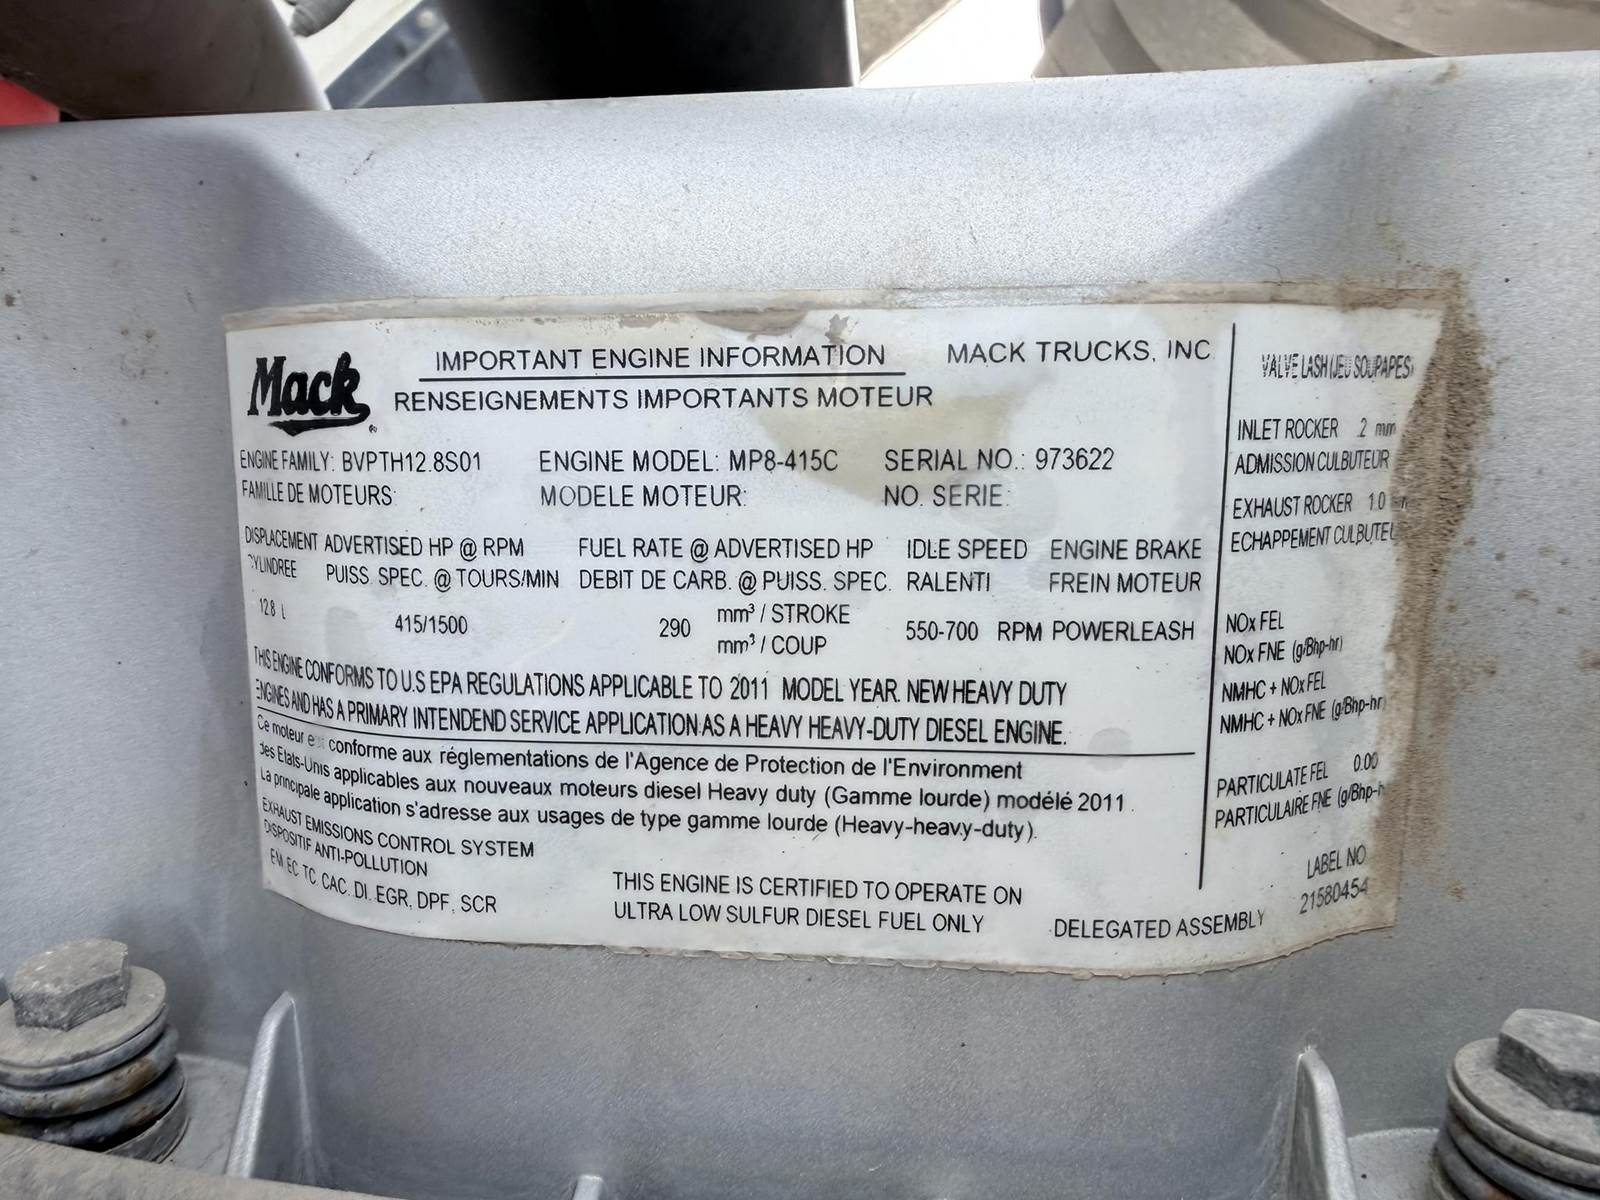 Mack
IMPORTANT ENGINE INFORMATION
MACK TRUCKS, INC
RENSEIGNEMENTS IMPORTANTS MOTEUR
ENGINE FAMILY: BVPTH12.8S01 ENGINE MODEL: MP8-415C SERIAL NO.: 973622
FAMILLE DE MOTEURS: MODELE MOTEUR: NO. SERIE:
DISPLACEMENT ADVERTISED HP @ RPM FUEL RATE @ ADVERTISED HP IDLE SPEED ENGINE BRAKE
CYLINDREE PUISS. SPEC. @ TOURS/MIN DEBIT DE CARB. @ PUISS. SPEC. RALENTI FREIN MOTEUR
12.8 L 415/1500 290 mm³ / STROKE 550-700 RPM POWERLEASH
mm³ / COUP
THIS ENGINE CONFORMS TO U.S EPA REGULATIONS APPLICABLE TO 2011 MODEL YEAR. NEW HEAVY DUTY
ENGINES AND HAS A PRIMARY INTENDEND SERVICE APPLICATION AS A HEAVY HEAVY-DUTY DIESEL ENGINE.
Ce moteur est conforme aux réglementations de l'Agence de Protection de l'Environment
des Etats-Unis applicables aux nouveaux moteurs diesel Heavy duty (Gamme lourde) modélé 2011.
La principale application s'adresse aux usages de type gamme lourde (Heavy-heavy-duty).
EXHAUST EMISSIONS CONTROL SYSTEM
DISPOSITIF ANTI-POLLUTION
EM EC TC, CAC, DI, EGR, DPF, SCR
THIS ENGINE IS CERTIFIED TO OPERATE ON
ULTRA LOW SULFUR DIESEL FUEL ONLY
DELEGATED ASSEMBLY
VALVE LASH (JEU SOUPAPES)
INLET ROCKER .2 mm
ADMISSION CULBUTEUR
EXHAUST ROCKER 1.0
ECHAPPEMENT CULBUTEU
NOx FEL
NOx FNE (g/Bhp-hr)
NMHC + NOx FEL
NMHC + NOx FNE (g/Bhp-hr)
PARTICULATE FEL 0.00
PARTICULAIRE FNE (g/Bhp-h
LABEL NO
21580454